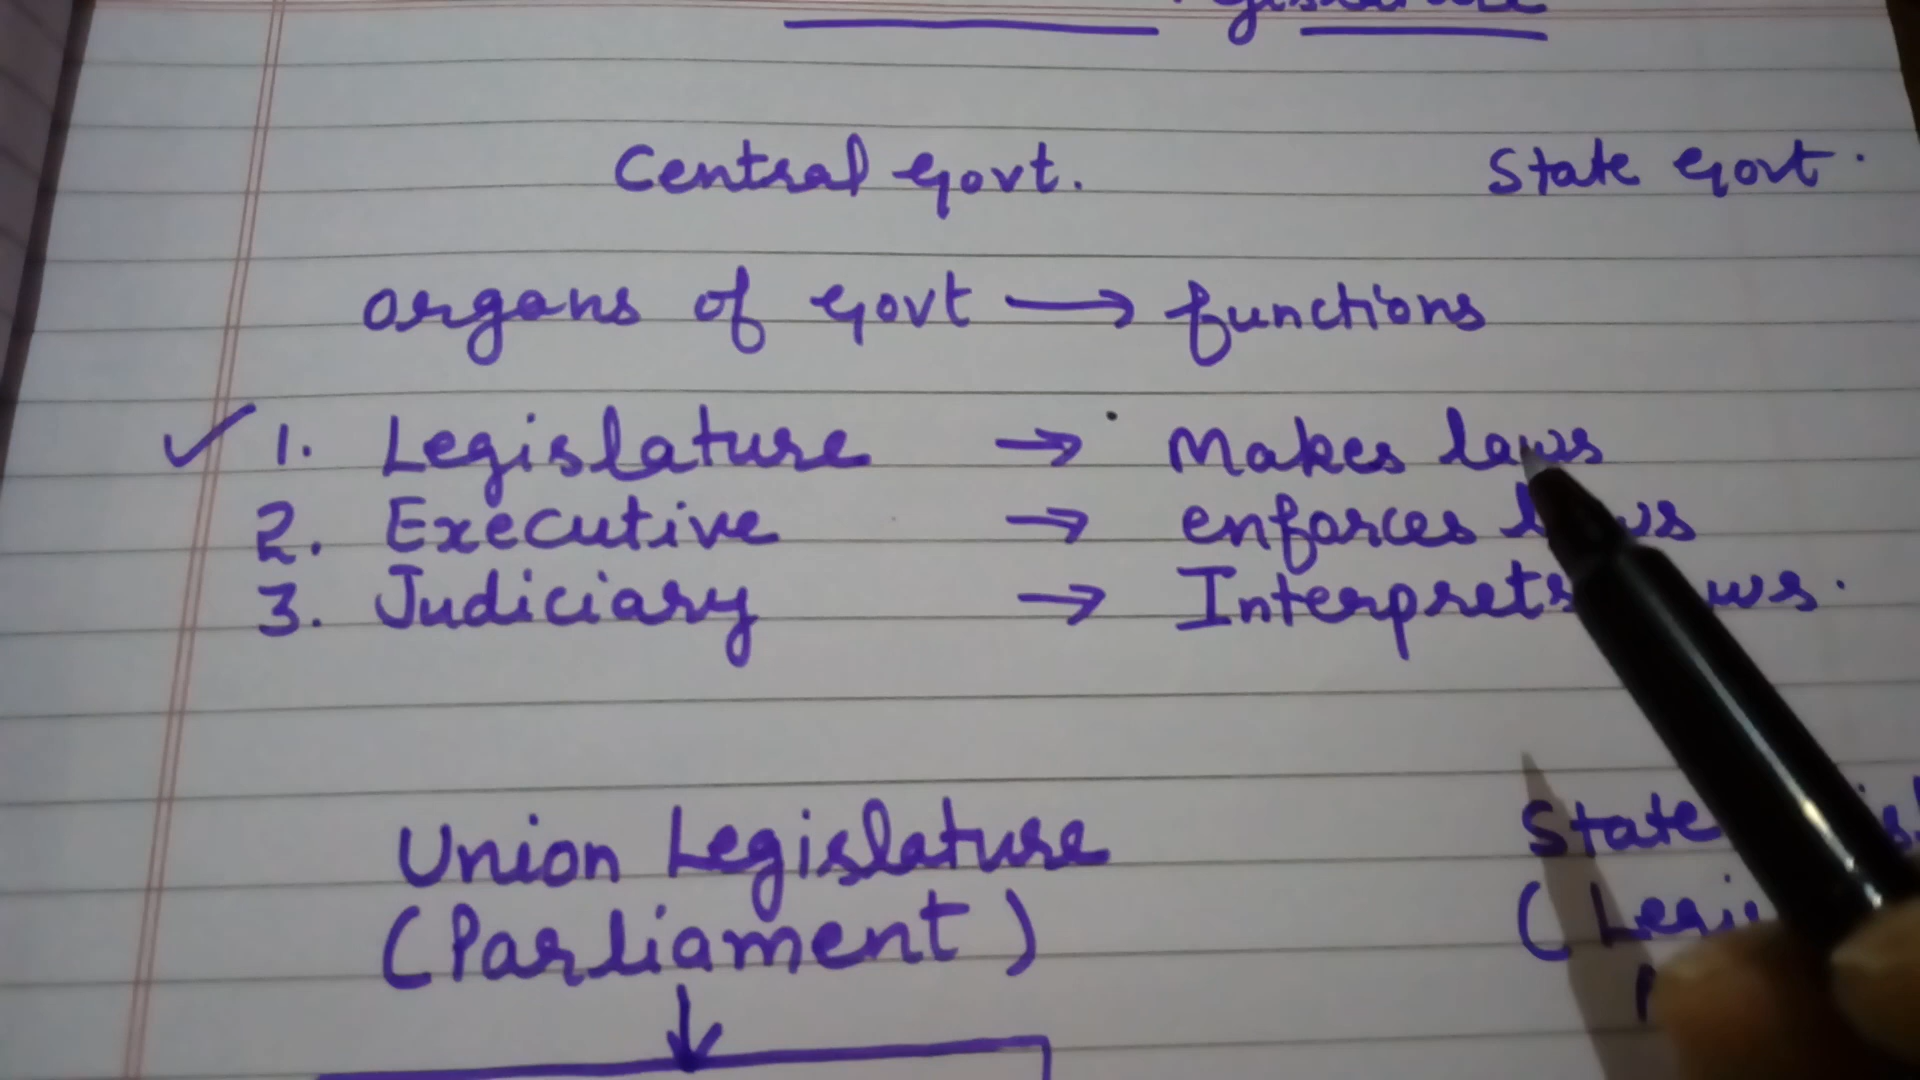 Central Govt. State Govt.
Organs of Govt → functions
✓ 1. Legislature → Makes laws
2. Executive → enforces laws
3. Judiciary → Interprets
Union Legislature State
(Parliament)